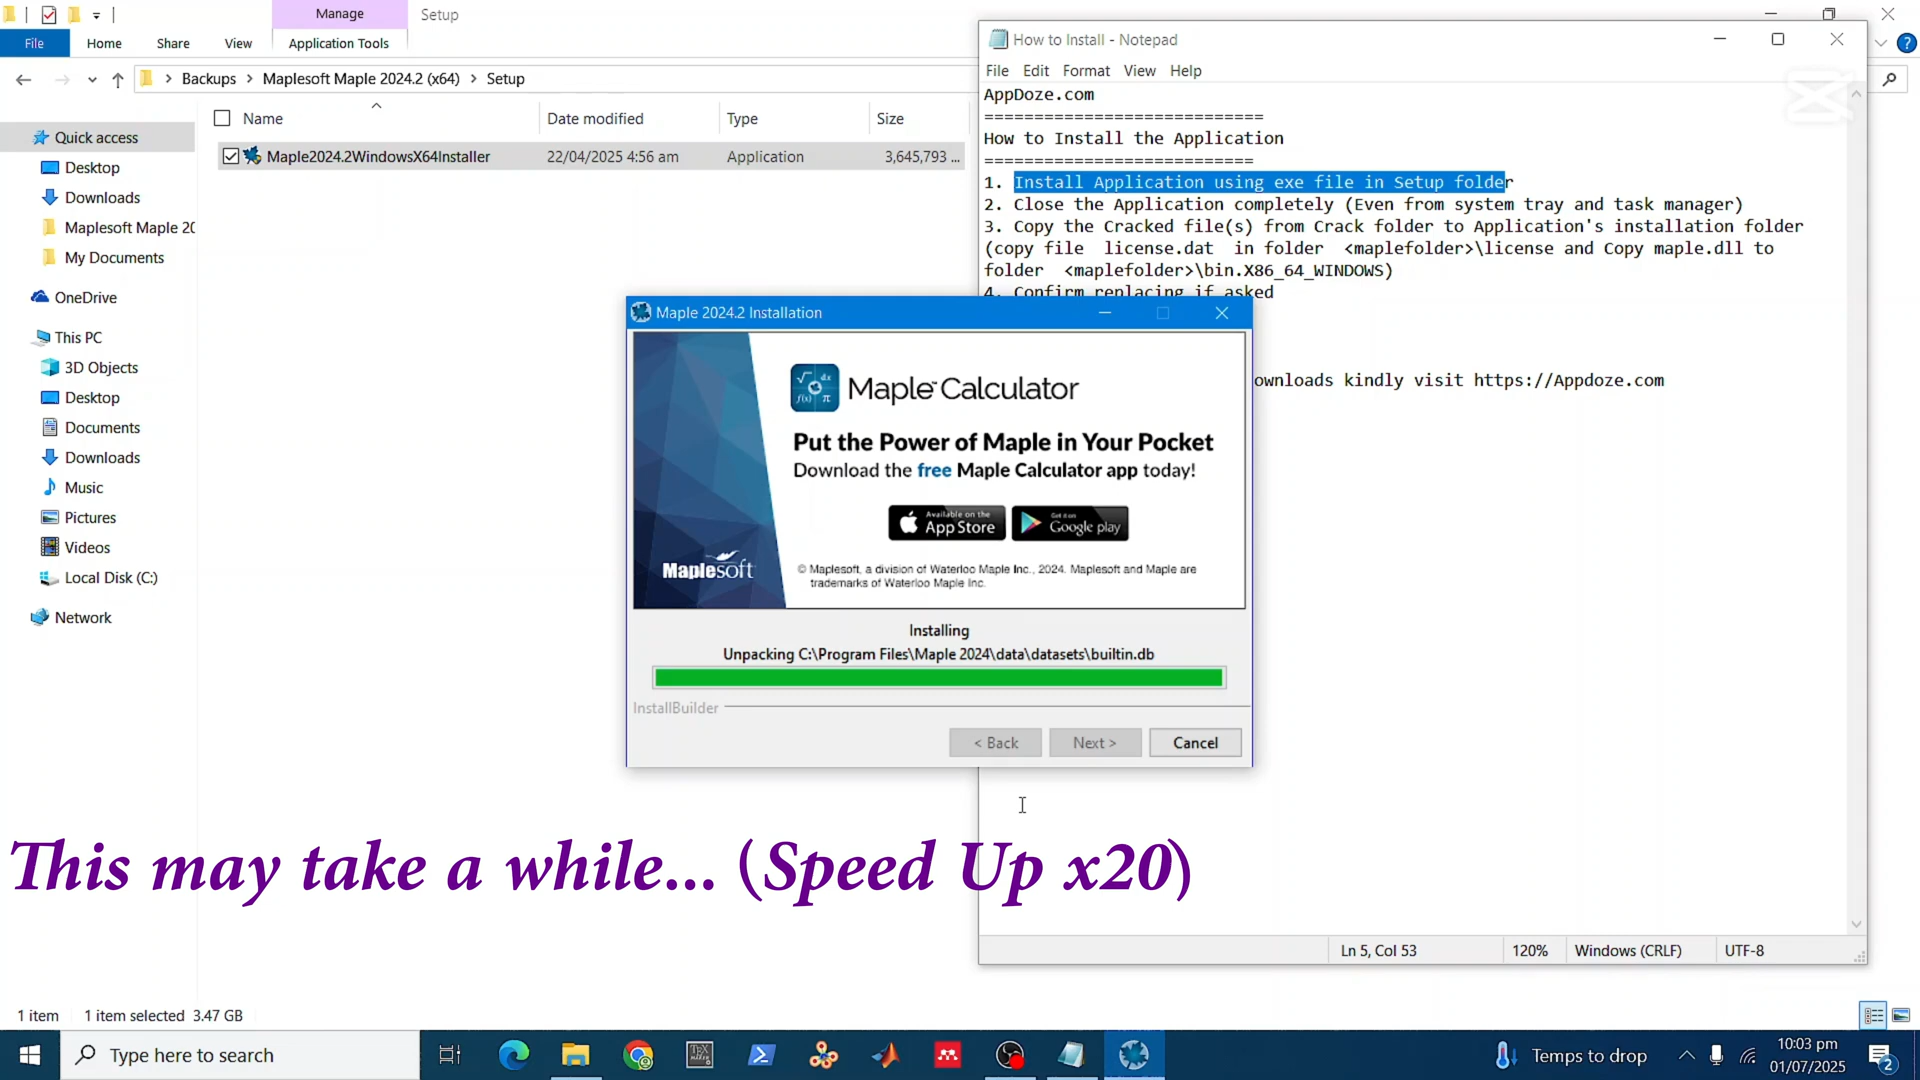 Manage
Setup
File
Home
Share
View
Application Tools
Backups
Maplesoft Maple 2024.2 (x64)
Setup
Name
Date modified
Type
Size
Maple2024.2WindowsX64Installer
22/04/2025 4:56 am
Application
3,645,793 ...
Quick access
Desktop
Downloads
Maplesoft Maple 20
My Documents
OneDrive
This PC
3D Objects
Desktop
Documents
Downloads
Music
Pictures
Videos
Local Disk (C:)
Network
How to Install - Notepad
File Edit Format View Help
AppDoze.com
============================
How to Install the Application
===========================
1. Install Application using exe file in Setup folder
2. Close the Application completely (Even from system tray and task manager)
3. Copy the Cracked file(s) from Crack folder to Application's installation folder
(copy file license.dat in folder <maplefolder>\license and Copy maple.dll to
folder <maplefolder>\bin.X86_64_WINDOWS)
4. Confirm replacing if asked
ownloads kindly visit https://Appdoze.com
Maple 2024.2 Installation
Maple Calculator
Put the Power of Maple in Your Pocket
Download the free Maple Calculator app today!
Available on the
App Store
Get it on
Google play
Maplesoft
© Maplesoft, a division of Waterloo Maple Inc., 2024. Maplesoft and Maple are
trademarks of Waterloo Maple Inc.
Installing
Unpacking C:\Program Files\Maple 2024\data\datasets\builtin.db
InstallBuilder
< Back
Next >
Cancel
This may take a while... (Speed Up x20)
Ln 5, Col 53
120%
Windows (CRLF)
UTF-8
1 item
1 item selected 3.47 GB
Type here to search
Temps to drop
10:03 pm
01/07/2025
2